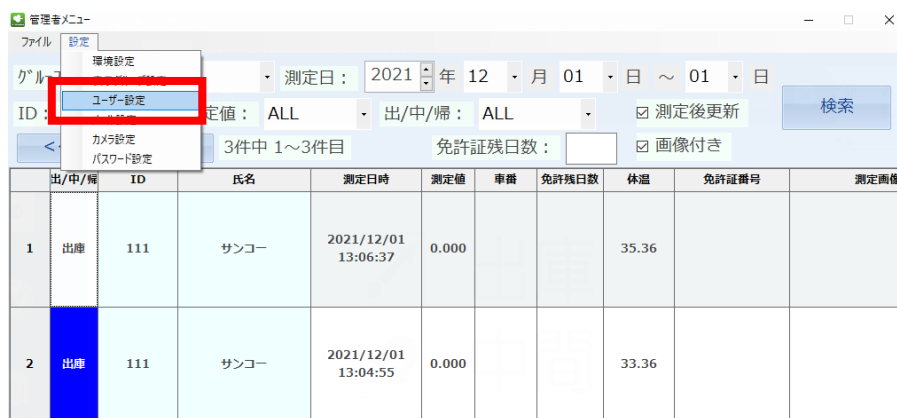 管理者メニュー
ファイル 設定
環境設定
ユーザー設定
カメラ設定
パスワード設定
測定日： 2021 年 12 月 01 日 ～ 01 日
ID： 定値： ALL 出/中/帰： ALL ☑ 測定後更新 検索
<< 3件中 1～3件目 免許証残日数： ☑ 画像付き
出/中/帰 ID 氏名 測定日時 測定値 車番 免許残日数 体温 免許証番号 測定画像
1 出庫 111 サンコー 2021/12/01 13:06:37 0.000 35.36
2 出庫 111 サンコー 2021/12/01 13:04:55 0.000 33.36